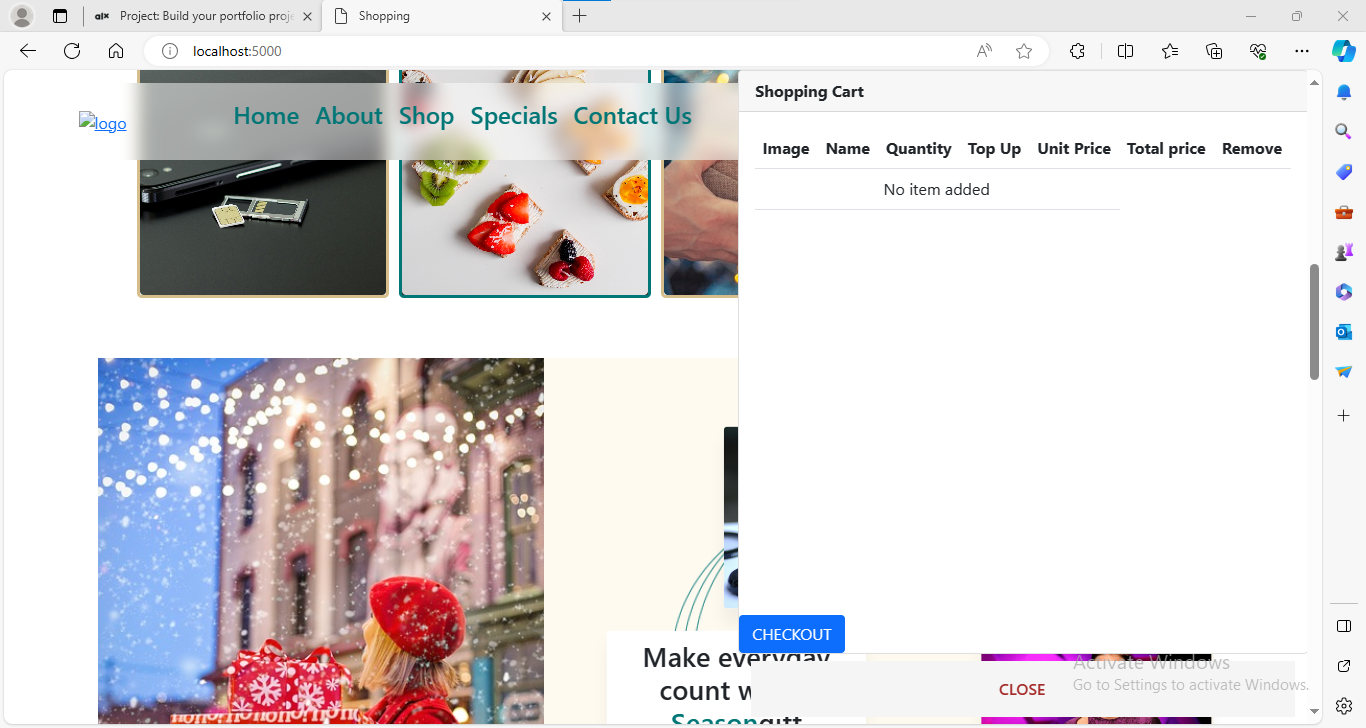 Project: Build your portfolio proje
Shopping
localhost:5000
logo
Home About Shop Specials Contact Us
Shopping Cart
Image Name Quantity Top Up Unit Price Total price Remove
No item added
CHECKOUT
Make everyday
count w
Seasongift
CLOSE
Activate Windows
Go to Settings to activate Windows.